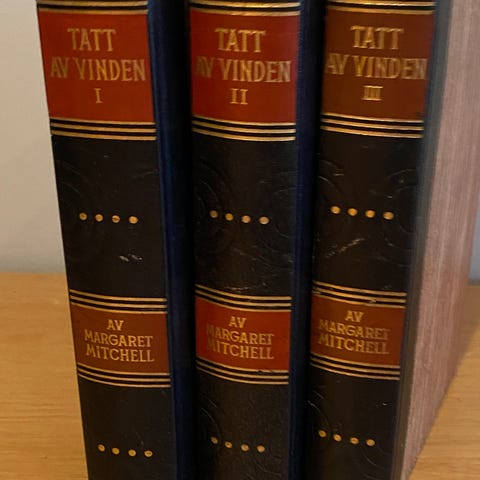 TATT
AV VINDEN
I
AV
MARGARET
MITCHELL
TATT
AV VINDEN
II
AV
MARGARET
MITCHELL
TATT
AV VINDEN
III
AV
MARGARET
MITCHELL